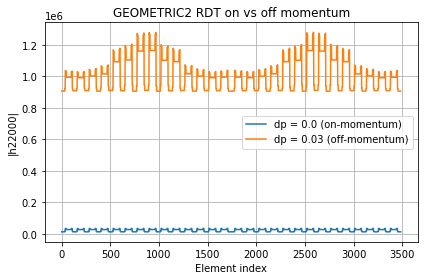 GEOMETRIC2 RDT on vs off momentum
1e6
1.2
1.0
0.8
0.6
0.4
0.2
0.0
|h22000|
dp = 0.0 (on-momentum)
dp = 0.03 (off-momentum)
0 500 1000 1500 2000 2500 3000 3500
Element index